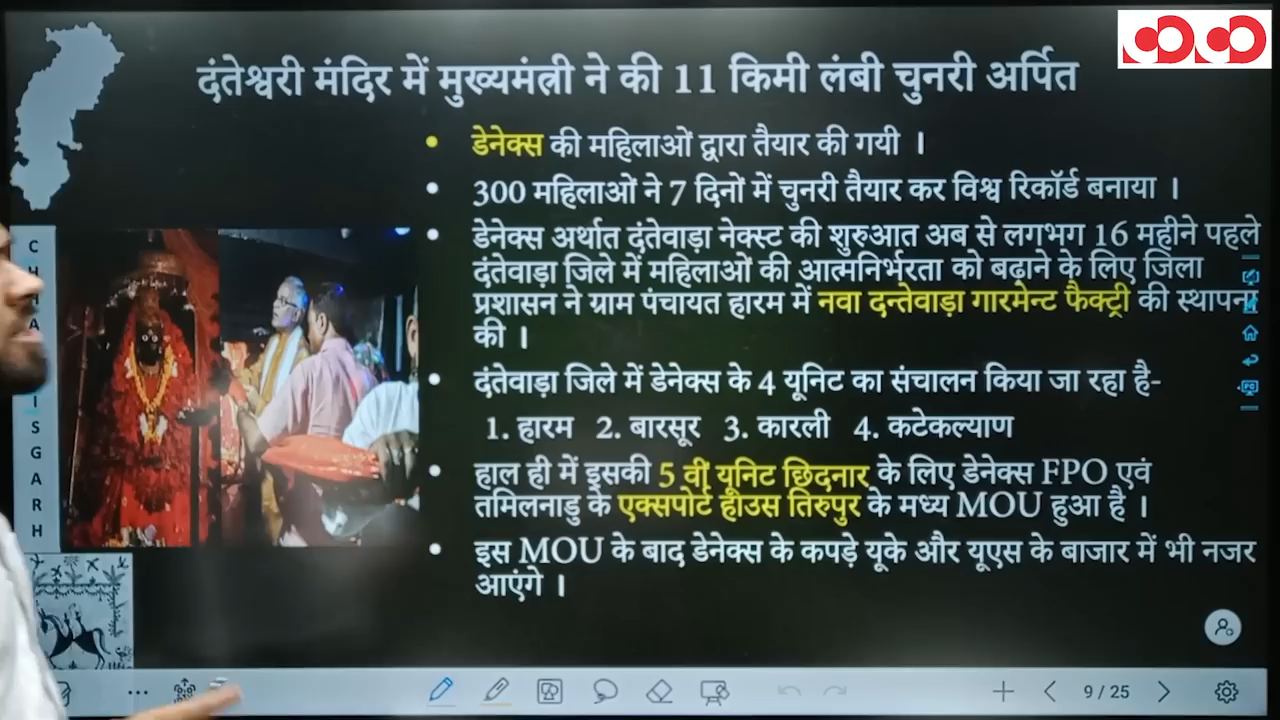 दंतेश्वरी मंदिर में मुख्यमंत्री ने की 11 किमी लंबी चुनरी अर्पित
• डेनेक्स की महिलाओं द्वारा तैयार की गयी ।
• 300 महिलाओं ने 7 दिनों में चुनरी तैयार कर विश्व रिकॉर्ड बनाया ।
• डेनेक्स अर्थात दंतेवाड़ा नेक्स्ट की शुरुआत अब से लगभग 16 महीने पहले
दंतेवाड़ा जिले में महिलाओं की आत्मनिर्भरता को बढ़ाने के लिए जिला
प्रशासन ने ग्राम पंचायत हारम में नवा दन्तेवाड़ा गारमेन्ट फैक्ट्री की स्थापना
की ।
• दंतेवाड़ा जिले में डेनेक्स के 4 यूनिट का संचालन किया जा रहा है-
1. हारम 2. बारसूर 3. कारली 4. कटेकल्याण
• हाल ही में इसकी 5 वीं यूनिट छिदनार के लिए डेनेक्स FPO एवं
तमिलनाडु के एक्सपोर्ट हाउस तिरुपुर के मध्य MOU हुआ है ।
• इस MOU के बाद डेनेक्स के कपड़े यूके और यूएस के बाजार में भी नजर
आएंगे ।
9 / 25